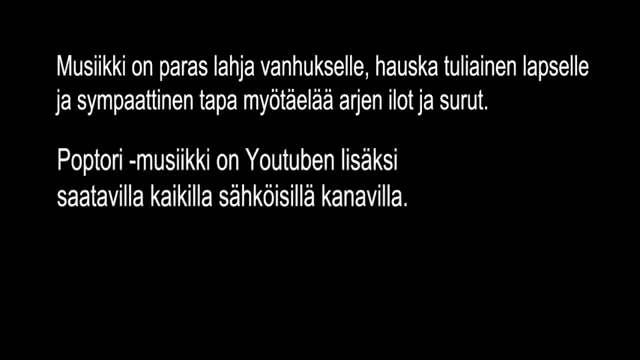 Musiikki on paras lahja vanhukselle, hauska tuliainen lapselle
ja sympaattinen tapa myötäelää arjen ilot ja surut.
Poptori -musiikki on Youtuben lisäksi
saatavilla kaikilla sähköisillä kanavilla.